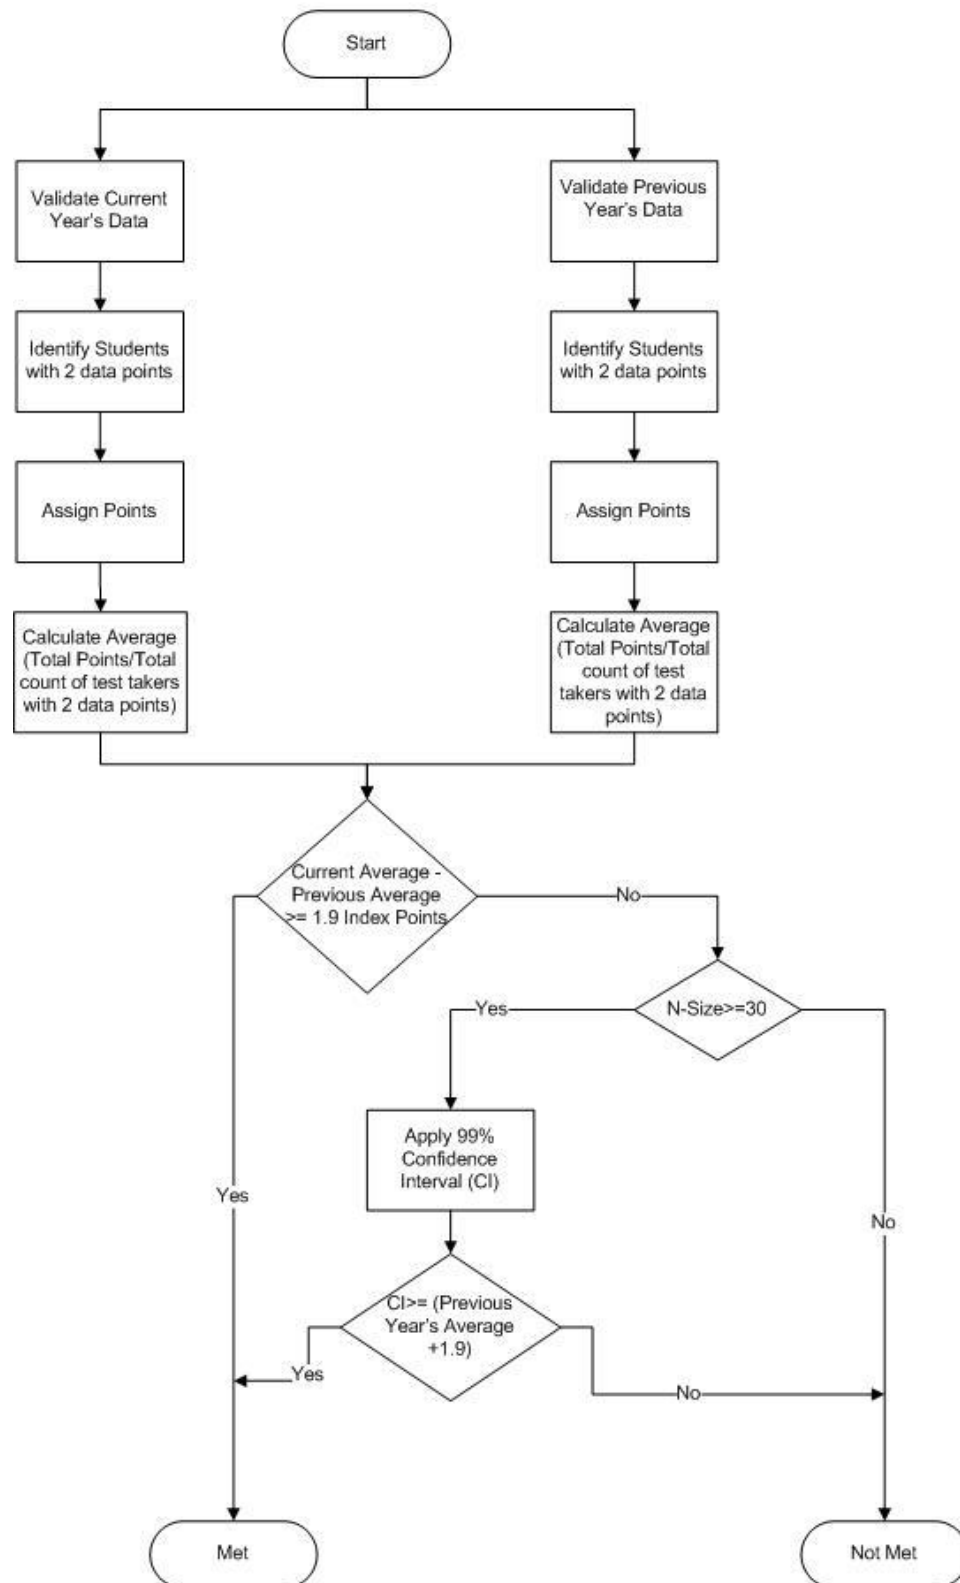 Start
Validate Current
Year's Data
Validate Previous
Year's Data
Identify Students
with 2 data points
Identify Students
with 2 data points
Assign Points
Assign Points
Calculate Average
(Total Points/Total
count of test takers
with 2 data points)
Calculate Average
(Total Points/Total
count of test
takers with 2 data
points)
Current Average -
Previous Average
>= 1.9 Index Points
No
N-Size>=30
Yes
Apply 99%
Confidence
Interval (CI)
Yes
No
CI>= (Previous
Year's Average
+1.9)
Yes
No
Met
Not Met